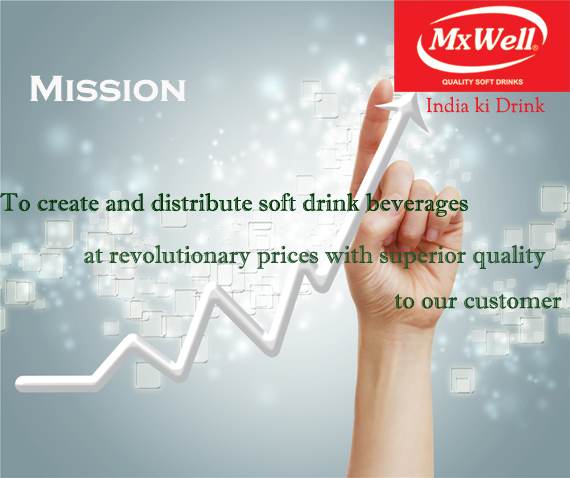 MxWell®
QUALITY SOFT DRINKS
India ki Drink
MISSION
To create and distribute soft drink beverages
at revolutionary prices with superior quality
to our customer